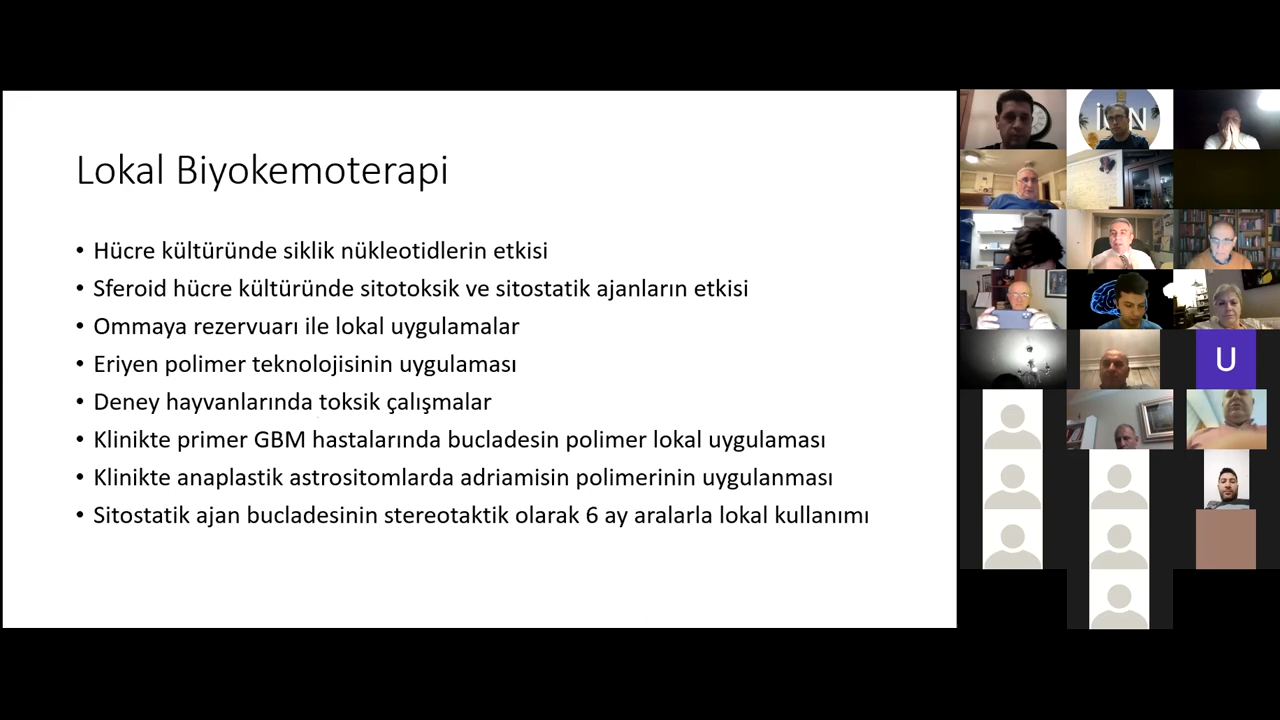 Lokal Biyokemoterapi
• Hücre kültüründe siklik nükleotidlerin etkisi
• Sferoid hücre kültüründe sitotoksik ve sitostatik ajanların etkisi
• Ommaya rezervuarı ile lokal uygulamalar
• Eriyen polimer teknolojisinin uygulaması
• Deney hayvanlarında toksik çalışmalar
• Klinikte primer GBM hastalarında bucladesin polimer lokal uygulaması
• Klinikte anaplastik astrositomlarda adriamisin polimerinin uygulanması
• Sitostatik ajan bucladesinin stereotaktik olarak 6 ay aralarla lokal kullanımı
U